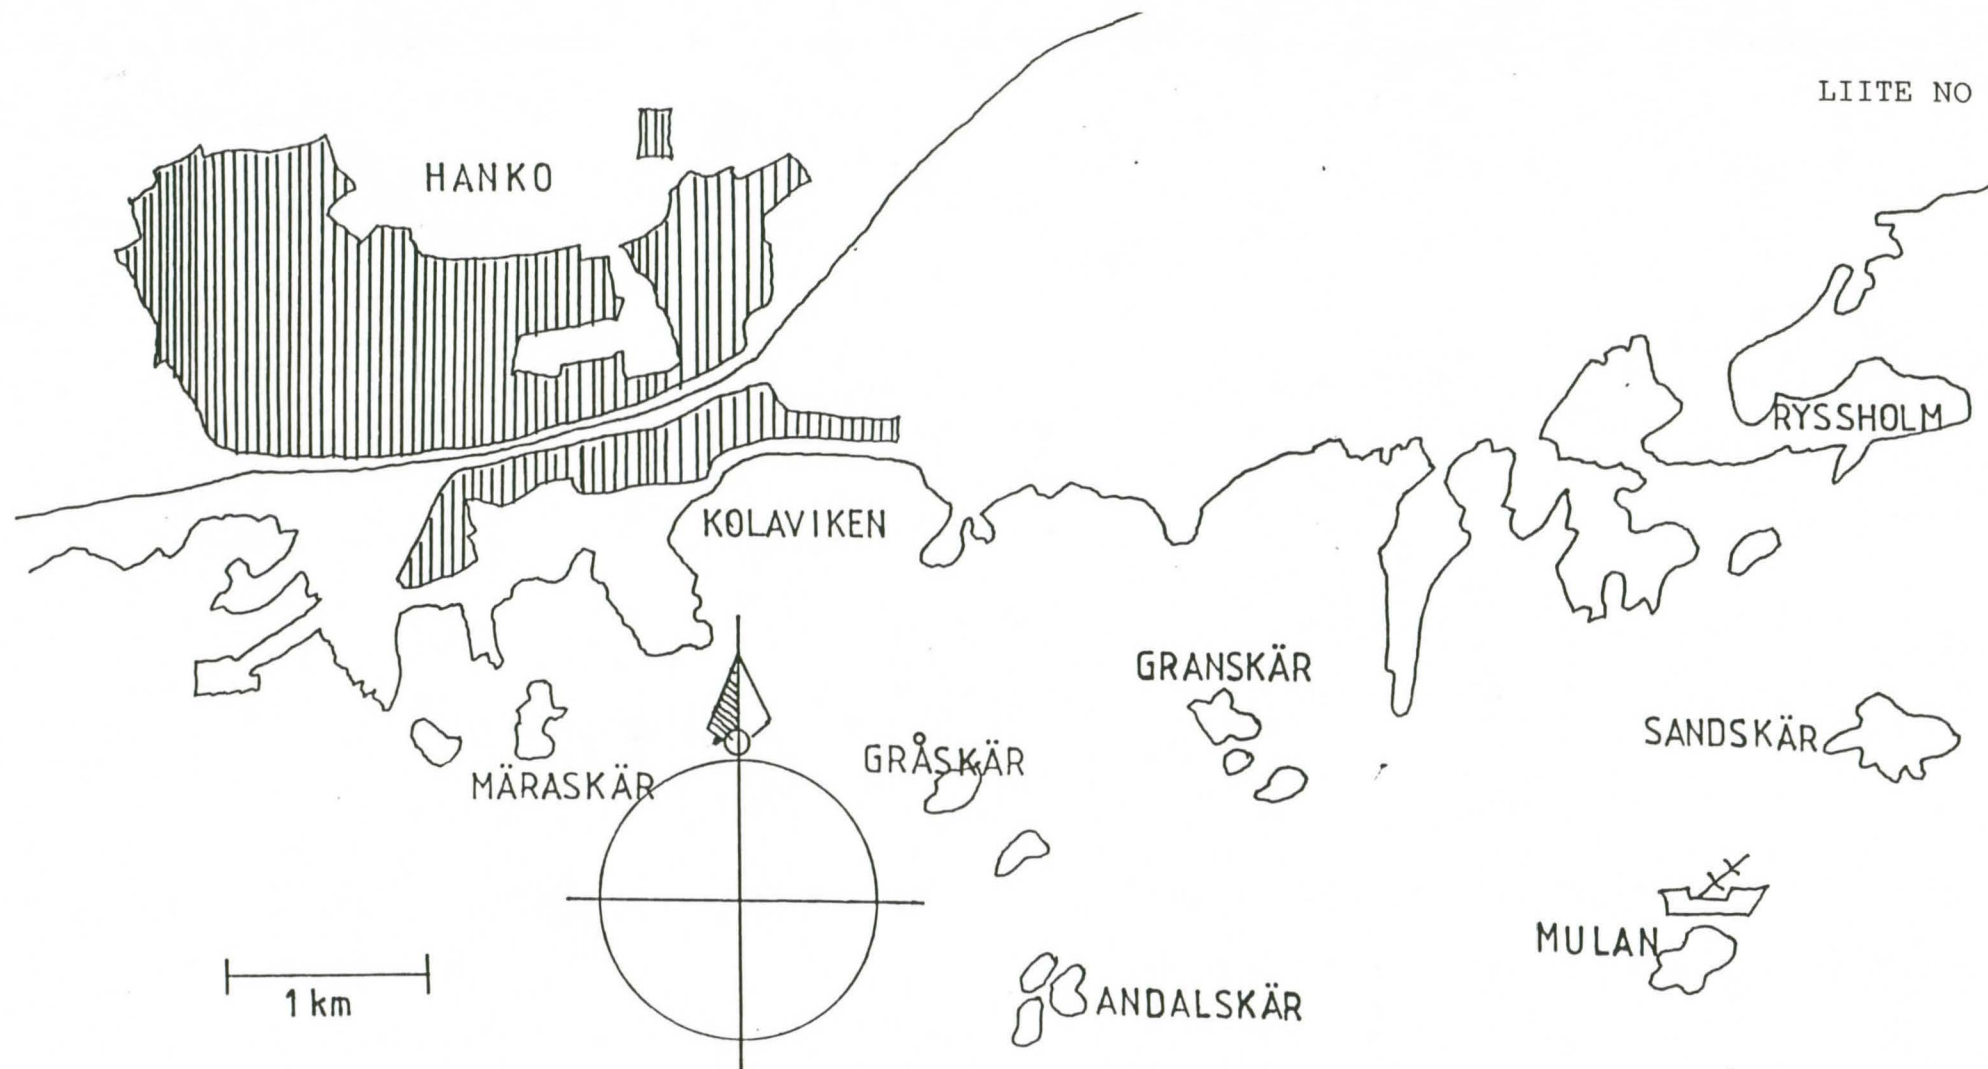 LIITE NO
HANKO
RYSSHOLM
KOLAVIKEN
GRANSKÄR
SANDSKÄR
GRÅSKÄR
MÄRASKÄR
MULAN
1 km
ANDALSKÄR